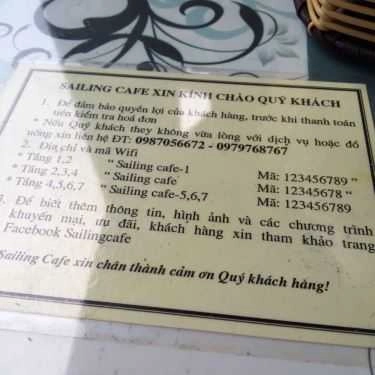 SAILING CAFE XIN KÍNH CHÀO QUÝ KHÁCH
1. Để đảm bảo quyền lợi của khách hàng, trước khi thanh toán
tiền kiểm tra hoá đơn
* Nếu Quý khách thấy không vừa lòng với dịch vụ hoặc đồ
uống xin liên hệ ĐT: 0987056672 - 0979768767
2. Địa chỉ và mã Wifi
* Tầng 1,2 " Sailing cafe-1 Mã: 123456789 "
* Tầng 2,3,4 " Sailing cafe Mã: 123456789
* Tầng 4,5,6,7 " Sailing cafe-5,6,7 Mã: 123456789
3. Để biết thêm thông tin, hình ảnh và các chương trình
khuyến mại, ưu đãi, khách hàng xin tham khảo trang
Facebook Sailingcafe
Sailing Cafe xin chân thành cảm ơn Quý khách hàng!